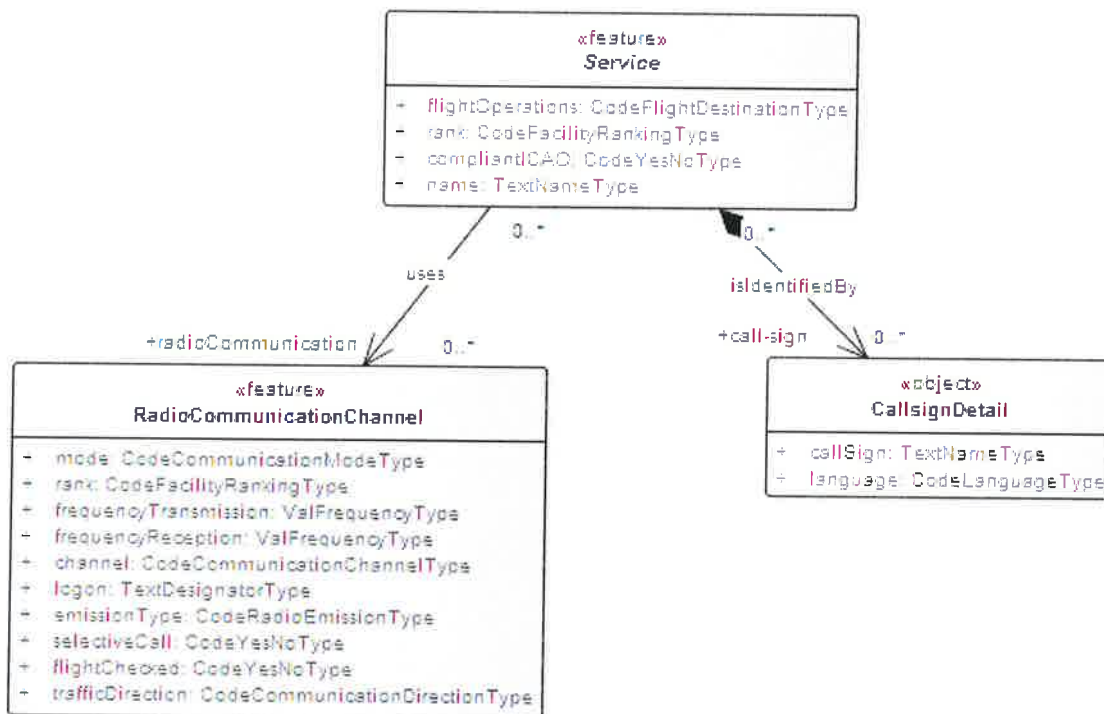 «feature»
Service
+ flightOperations: CodeFlightDestinationType
- rank: CodeFacilityRankingType
- compliantICAO: CodeYesNoType
- name: TextNameType
0..*
0..*
uses
isIdentifiedBy
+radioCommunication
0..*
+call-sign
0..*
«feature»
RadioCommunicationChannel
- mode: CodeCommunicationModeType
- rank: CodeFacilityRankingType
+ frequencyTransmission: ValFrequencyType
- frequencyReception: ValFrequencyType
+ channel: CodeCommunicationChannelType
+ logon: TextDesignatorType
+ emissionType: CodeRadioEmissionType
+ selectiveCall: CodeYesNoType
+ flightChecked: CodeYesNoType
+ trafficDirection: CodeCommunicationDirectionType
«object»
CallsignDetail
+ callSign: TextNameType
+ language: CodeLanguageType